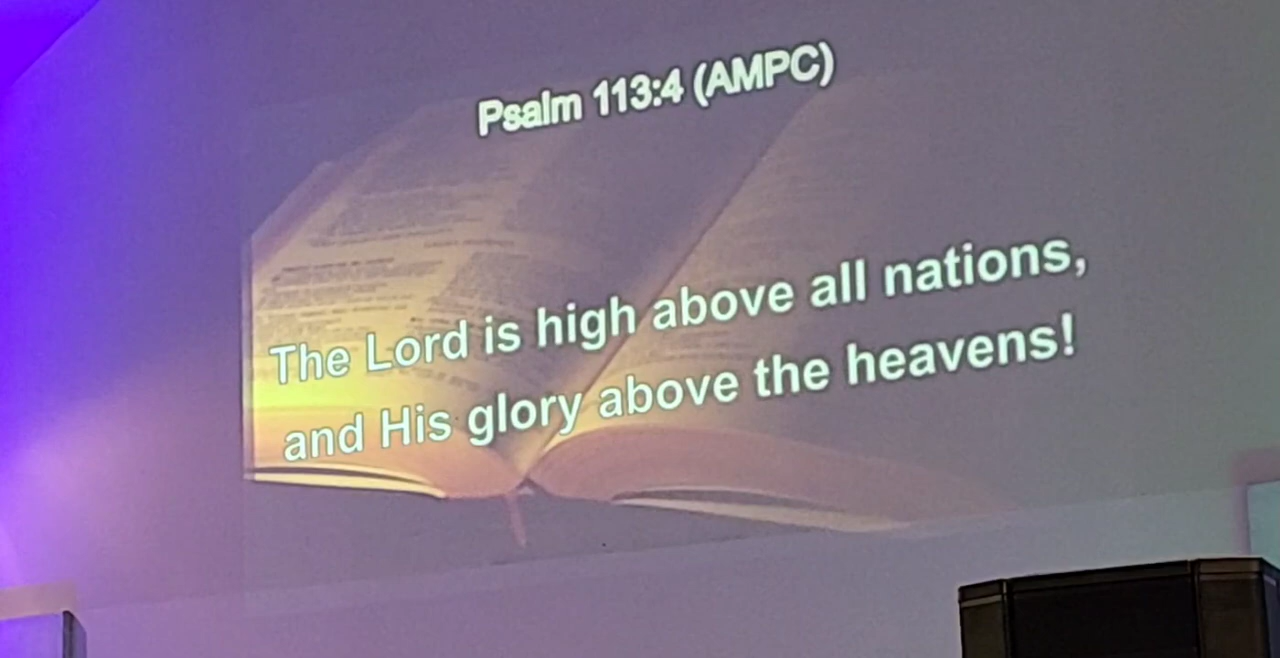 Psalm 113:4 (AMPC)
The Lord is high above all nations,
and His glory above the heavens!